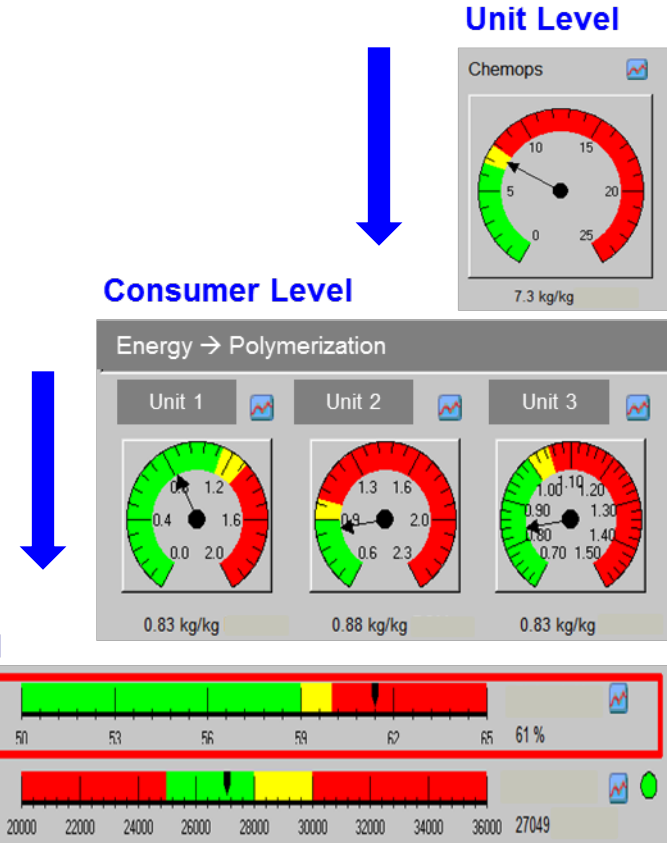 Unit Level
Chemops
10 15
5 20
0 25
7.3 kg/kg
Consumer Level
Energy → Polymerization
Unit 1 Unit 2 Unit 3
0.8 1.2
0.4 1.6
0.0 2.0
1.3 1.6
0.9 2.0
0.6 2.3
1.00 1.10 1.20
0.90 1.30
0.80 1.40
0.70 1.50
0.83 kg/kg 0.88 kg/kg 0.83 kg/kg
50 53 56 59 62 65 61 %
20000 22000 24000 26000 28000 30000 32000 34000 36000 27049